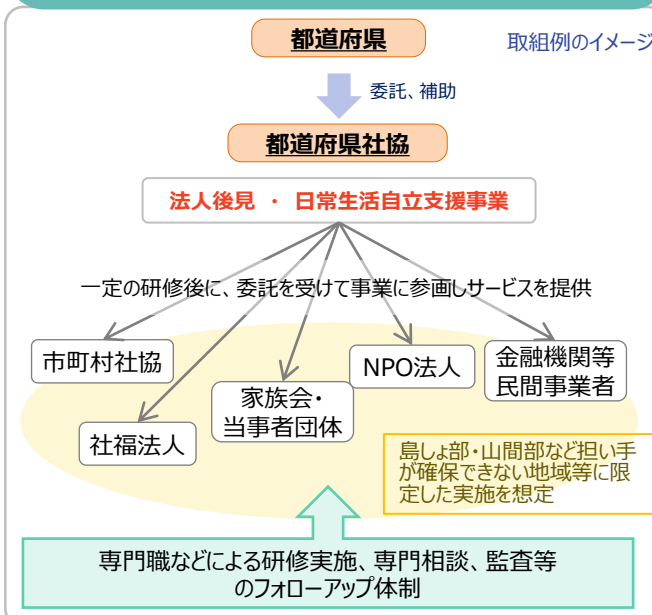 都道府県
取組例のイメージ
委託、補助
都道府県社協
法人後見 ・ 日常生活自立支援事業
一定の研修後に、委託を受けて事業に参画しサービスを提供
市町村社協
社福法人
家族会・
当事者団体
NPO法人
金融機関等
民間事業者
島しょ部・山間部など担い手
が確保できない地域等に限
定した実施を想定
専門職などによる研修実施、専門相談、監査等
のフォローアップ体制